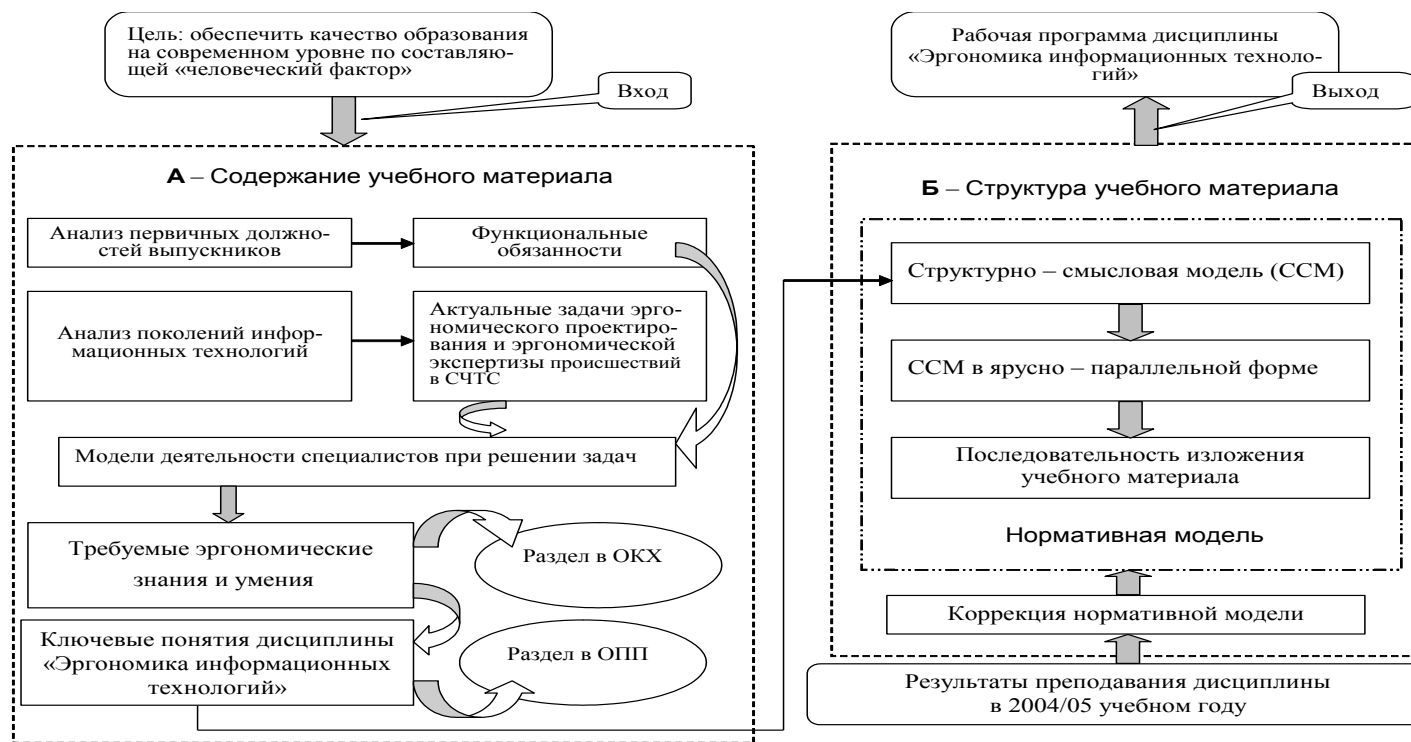 Цель: обеспечить качество образования
на современном уровне по составляю-
щей «человеческий фактор»
Вход
А – Содержание учебного материала
Анализ первичных должно-
стей выпускников
Функциональные
обязанности
Анализ поколений инфор-
мационных технологий
Актуальные задачи эрго-
номического проектиро-
вания и эргономической
экспертизы происшествий
в СЧТС
Модели деятельности специалистов при решении задач
Требуемые эргономические
знания и умения
Раздел в ОКХ
Ключевые понятия дисциплины
«Эргономика информационных
технологий»
Раздел в ОПП
Рабочая программа дисциплины
«Эргономика информационных техноло-
гий»
Выход
Б – Структура учебного материала
Структурно – смысловая модель (ССМ)
ССМ в ярусно – параллельной форме
Последовательность изложения
учебного материала
Нормативная модель
Коррекция нормативной модели
Результаты преподавания дисциплины
в 2004/05 учебном году